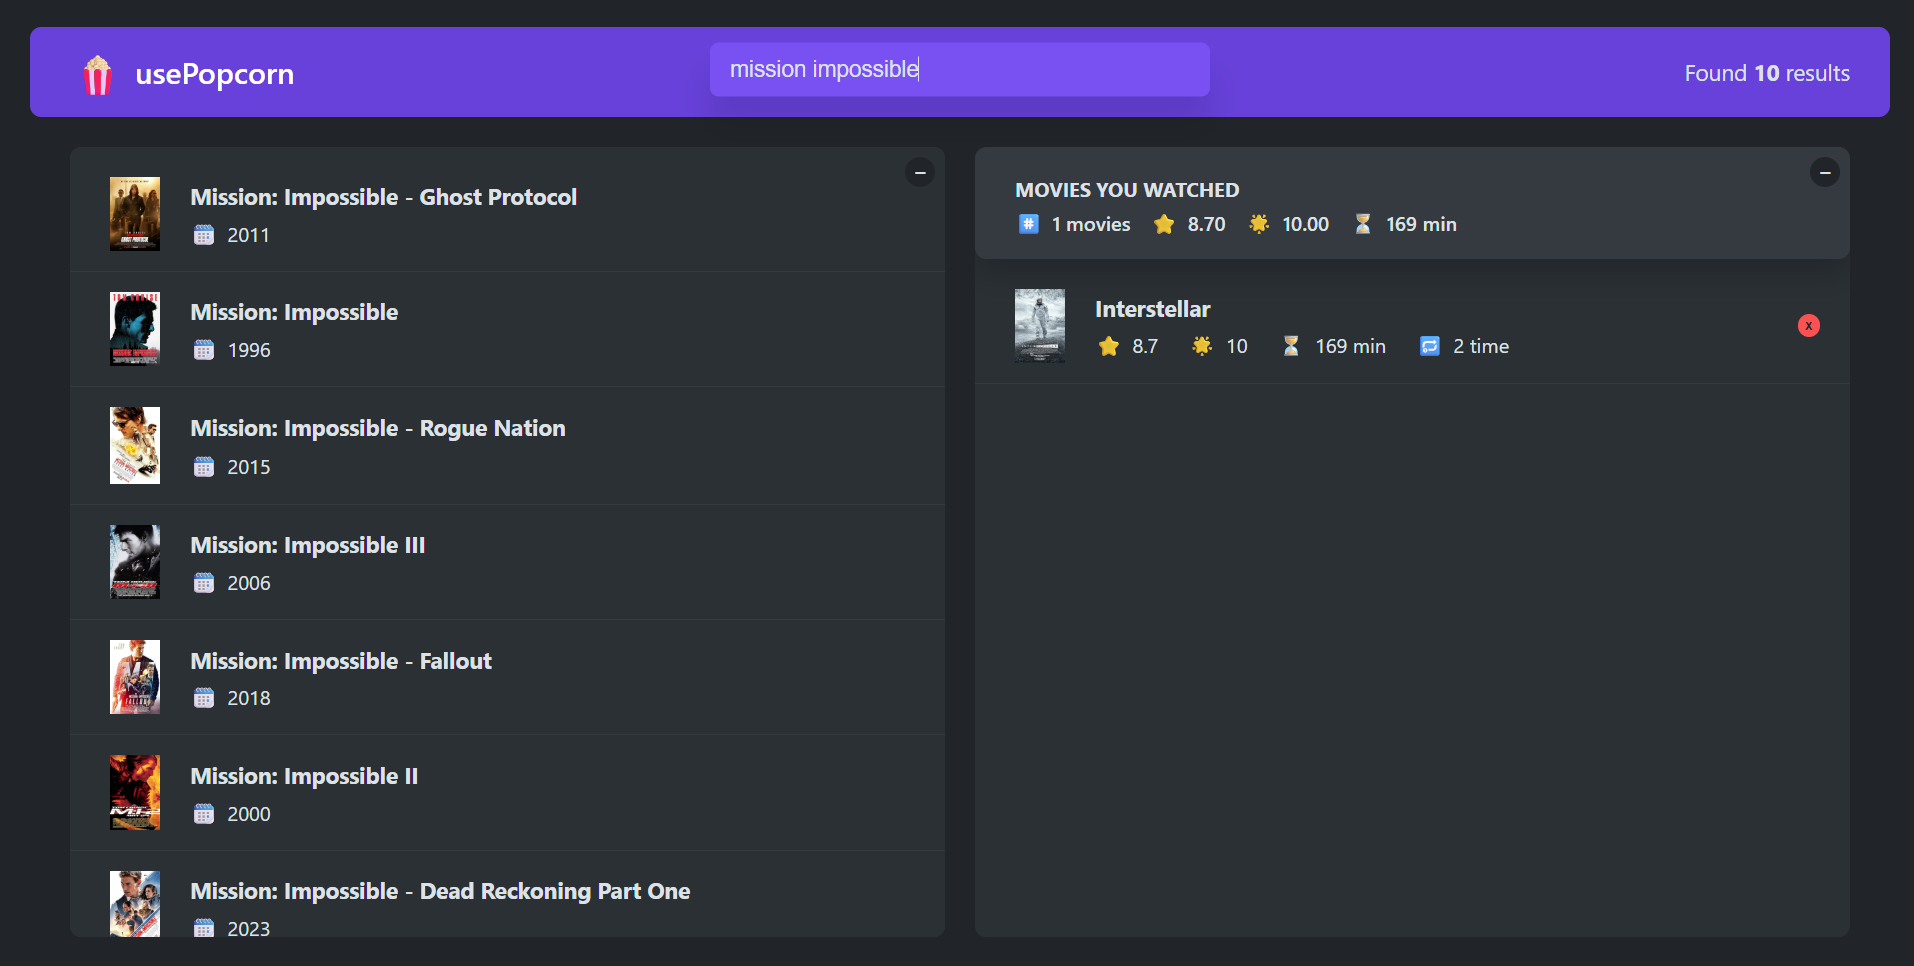 usePopcorn
mission impossible
Found 10 results
Mission: Impossible - Ghost Protocol
2011
Mission: Impossible
1996
Mission: Impossible - Rogue Nation
2015
Mission: Impossible III
2006
Mission: Impossible - Fallout
2018
Mission: Impossible II
2000
Mission: Impossible - Dead Reckoning Part One
2023
MOVIES YOU WATCHED
# 1 movies 8.70 10.00 169 min
Interstellar
8.7 10 169 min 2 time
x